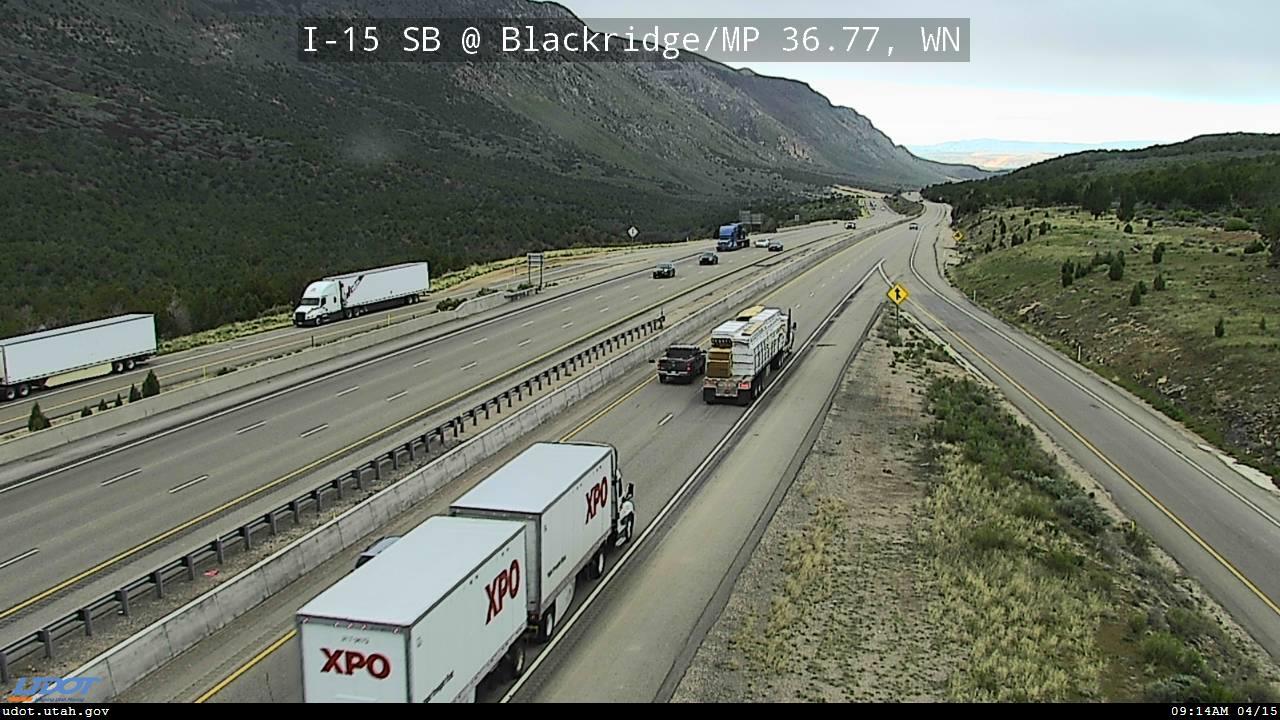 I-15 SB @ Blackridge/MP 36.77, WN
XPO
XPO
XPO
UDOT
udot.utah.gov
09:14AM 04/15